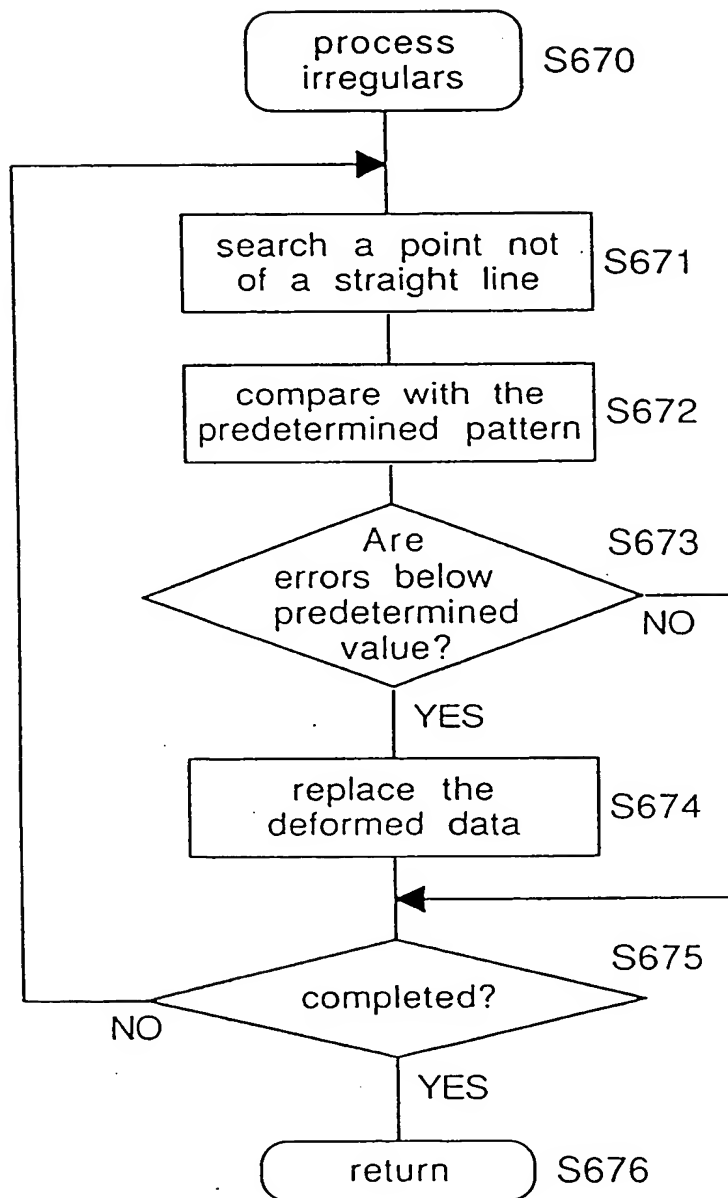 process
irregulars
S670
search a point not
of a straight line
S671
compare with the
predetermined pattern
S672
Are
errors below
predetermined
value?
S673
NO
YES
replace the
deformed data
S674
completed?
S675
NO
YES
return
S676